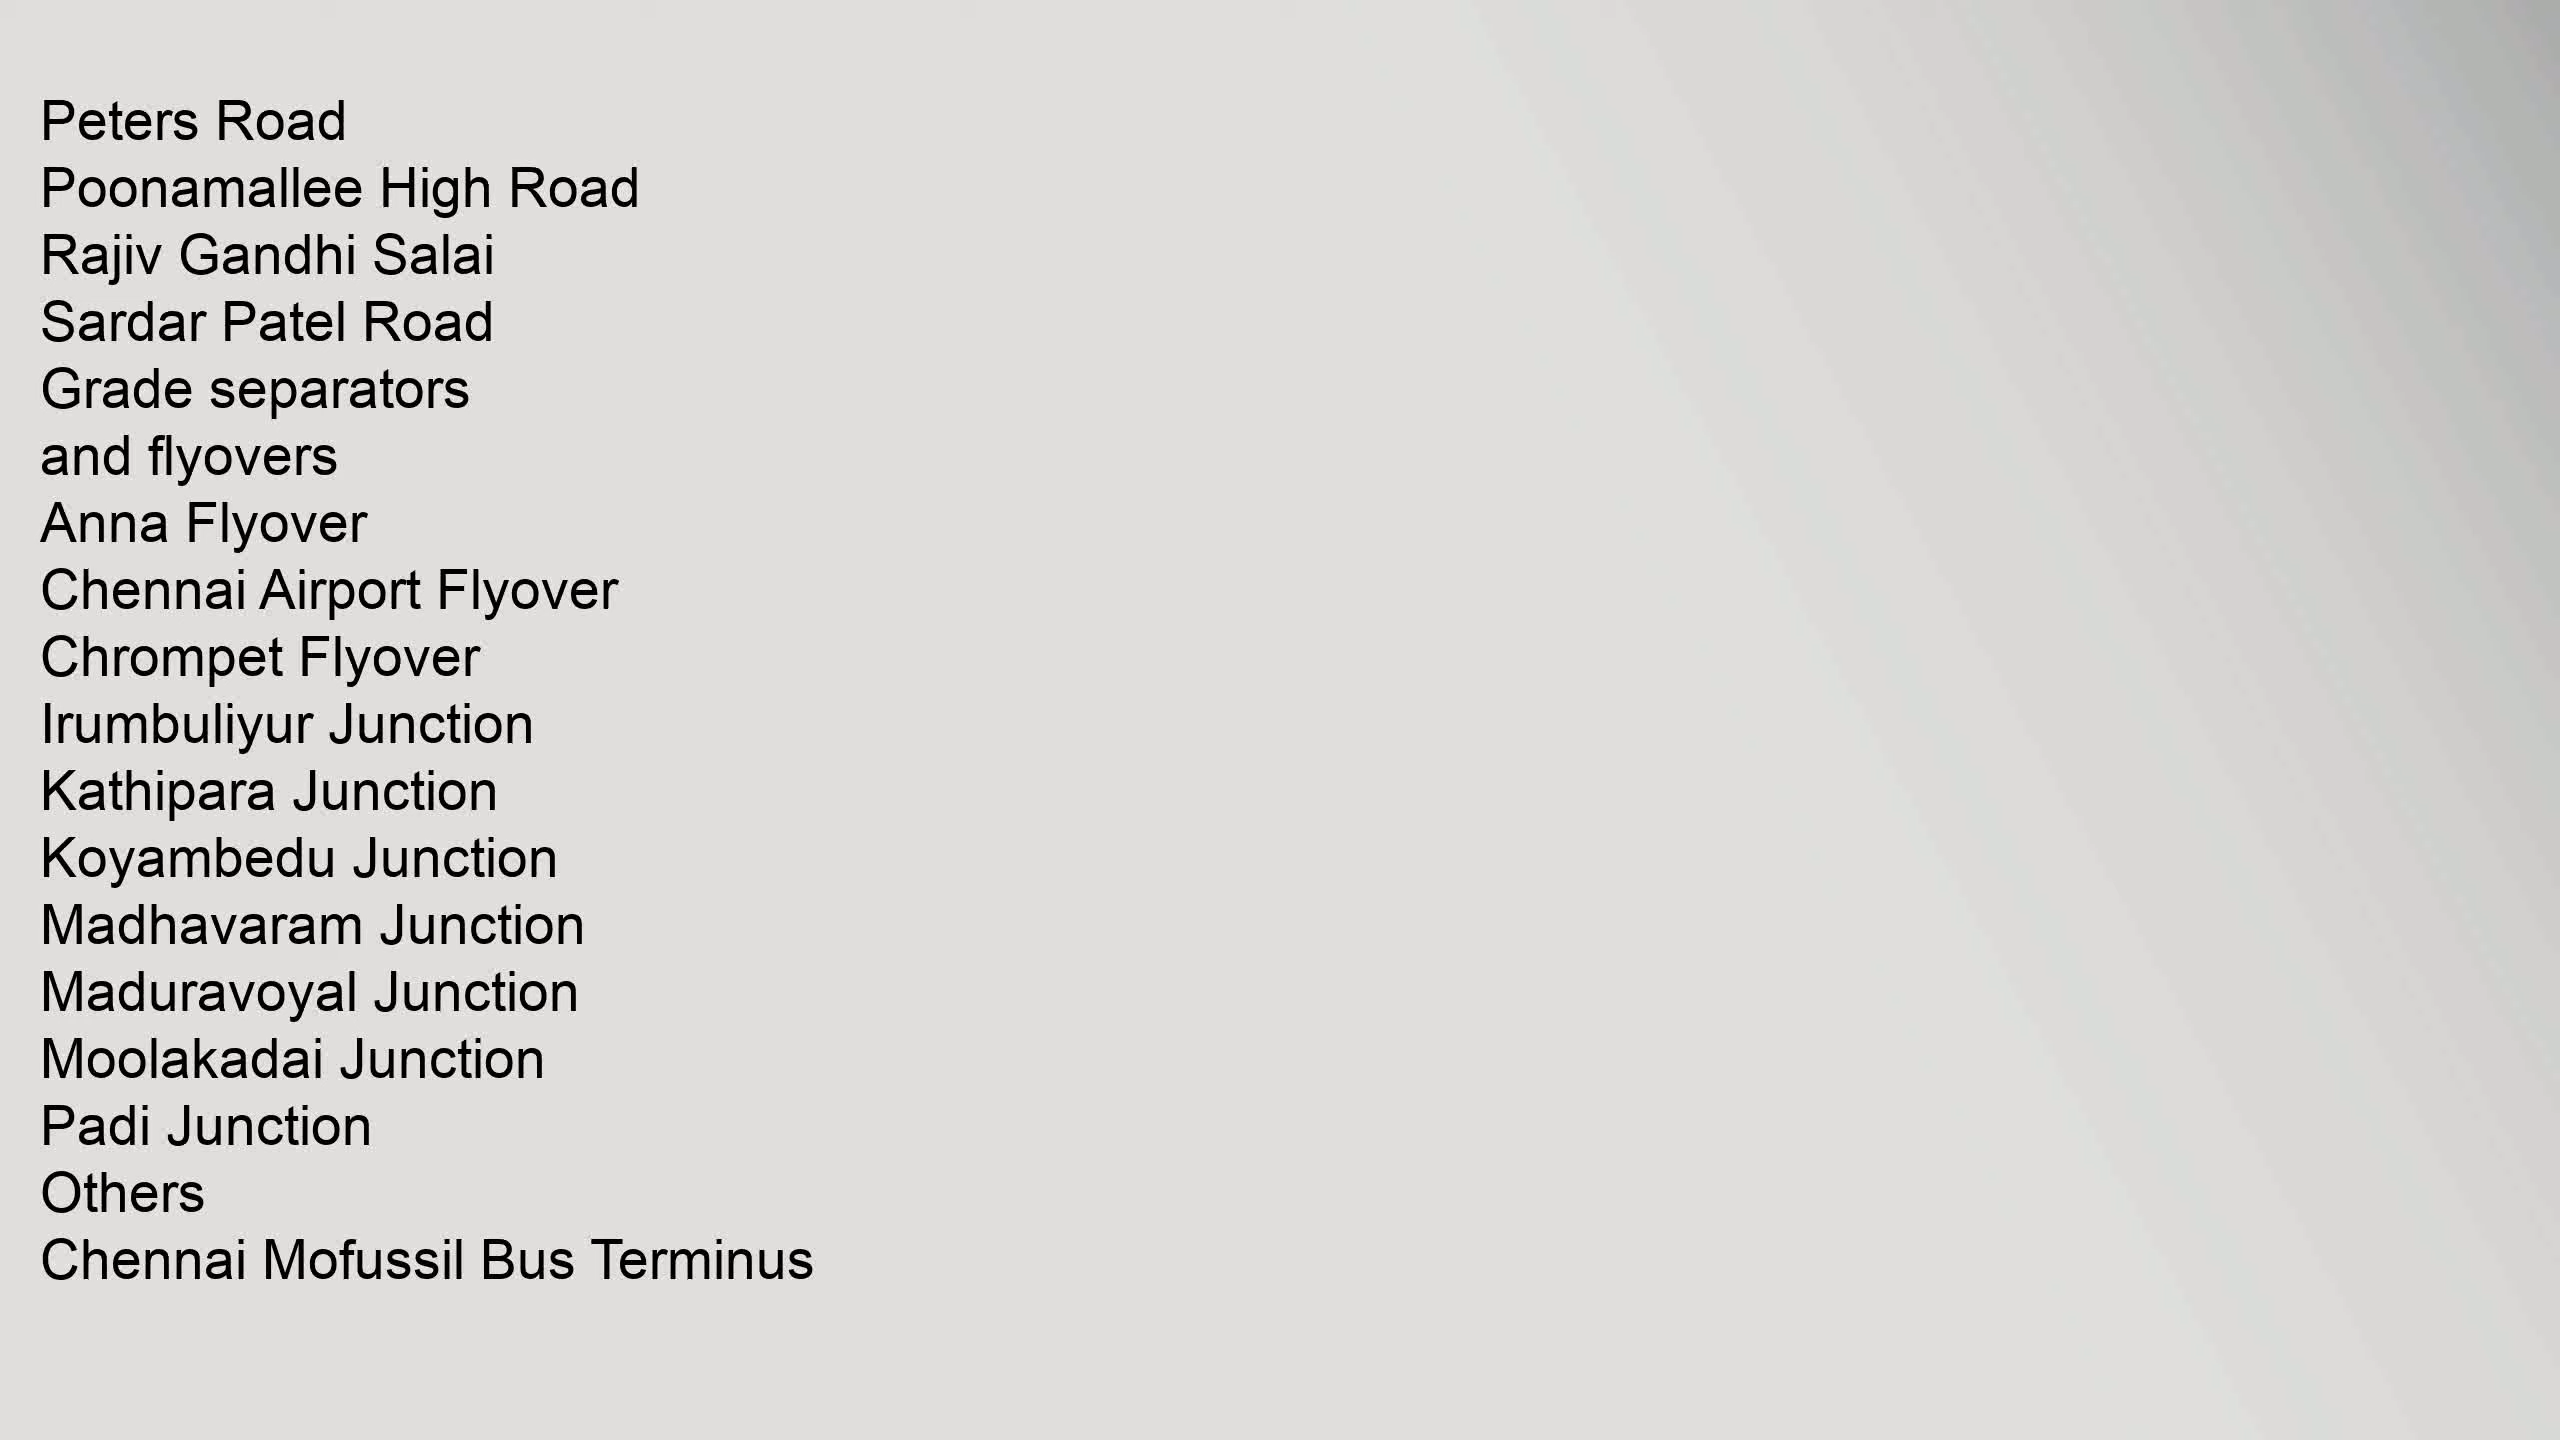 Peters Road
Poonamallee High Road
Rajiv Gandhi Salai
Sardar Patel Road
Grade separators
and flyovers
Anna Flyover
Chennai Airport Flyover
Chrompet Flyover
Irumbuliyur Junction
Kathipara Junction
Koyambedu Junction
Madhavaram Junction
Maduravoyal Junction
Moolakadai Junction
Padi Junction
Others
Chennai Mofussil Bus Terminus